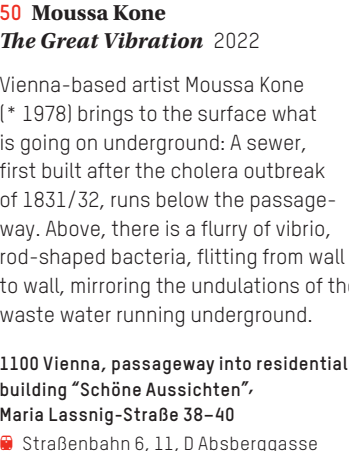 50 Moussa Kone
The Great Vibration 2022
Vienna-based artist Moussa Kone
(* 1978) brings to the surface what
is going on underground: A sewer,
first built after the cholera outbreak
of 1831/32, runs below the passage-
way. Above, there is a flurry of vibrio,
rod-shaped bacteria, flitting from wall
to wall, mirroring the undulations of th
waste water running underground.
1100 Vienna, passageway into residential
building “Schöne Aussichten”,
Maria Lassnig-Straße 38–40
Straßenbahn 6, 11, D Absberggasse